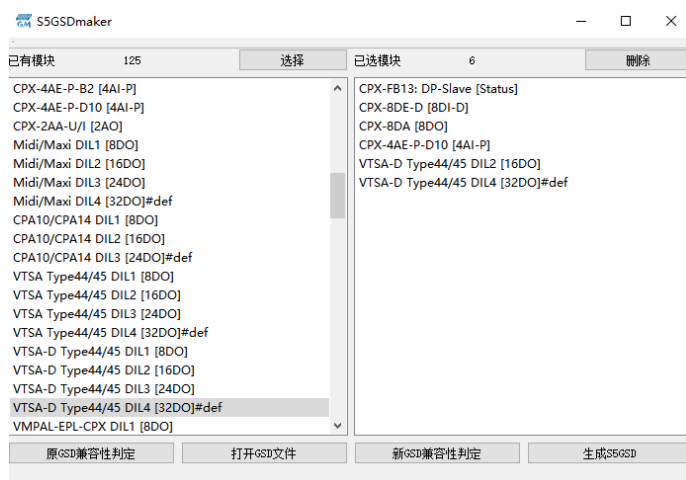 S5GSDmaker
已有模块 125 选择 已选模块 6 删除
CPX-4AE-P-B2 [4AI-P]
CPX-4AE-P-D10 [4AI-P]
CPX-2AA-U/I [2AO]
Midi/Maxi DIL1 [8DO]
Midi/Maxi DIL2 [16DO]
Midi/Maxi DIL3 [24DO]
Midi/Maxi DIL4 [32DO]#def
CPA10/CPA14 DIL1 [8DO]
CPA10/CPA14 DIL2 [16DO]
CPA10/CPA14 DIL3 [24DO]#def
VTSA Type44/45 DIL1 [8DO]
VTSA Type44/45 DIL2 [16DO]
VTSA Type44/45 DIL3 [24DO]
VTSA Type44/45 DIL4 [32DO]#def
VTSA-D Type44/45 DIL1 [8DO]
VTSA-D Type44/45 DIL2 [16DO]
VTSA-D Type44/45 DIL3 [24DO]
VTSA-D Type44/45 DIL4 [32DO]#def
VMPAL-EPL-CPX DIL1 [8DO]
CPX-FB13: DP-Slave [Status]
CPX-8DE-D [8DI-D]
CPX-8DA [8DO]
CPX-4AE-P-D10 [4AI-P]
VTSA-D Type44/45 DIL2 [16DO]
VTSA-D Type44/45 DIL4 [32DO]#def
原GSD兼容性判定 打开GSD文件 新GSD兼容性判定 生成S5GSD